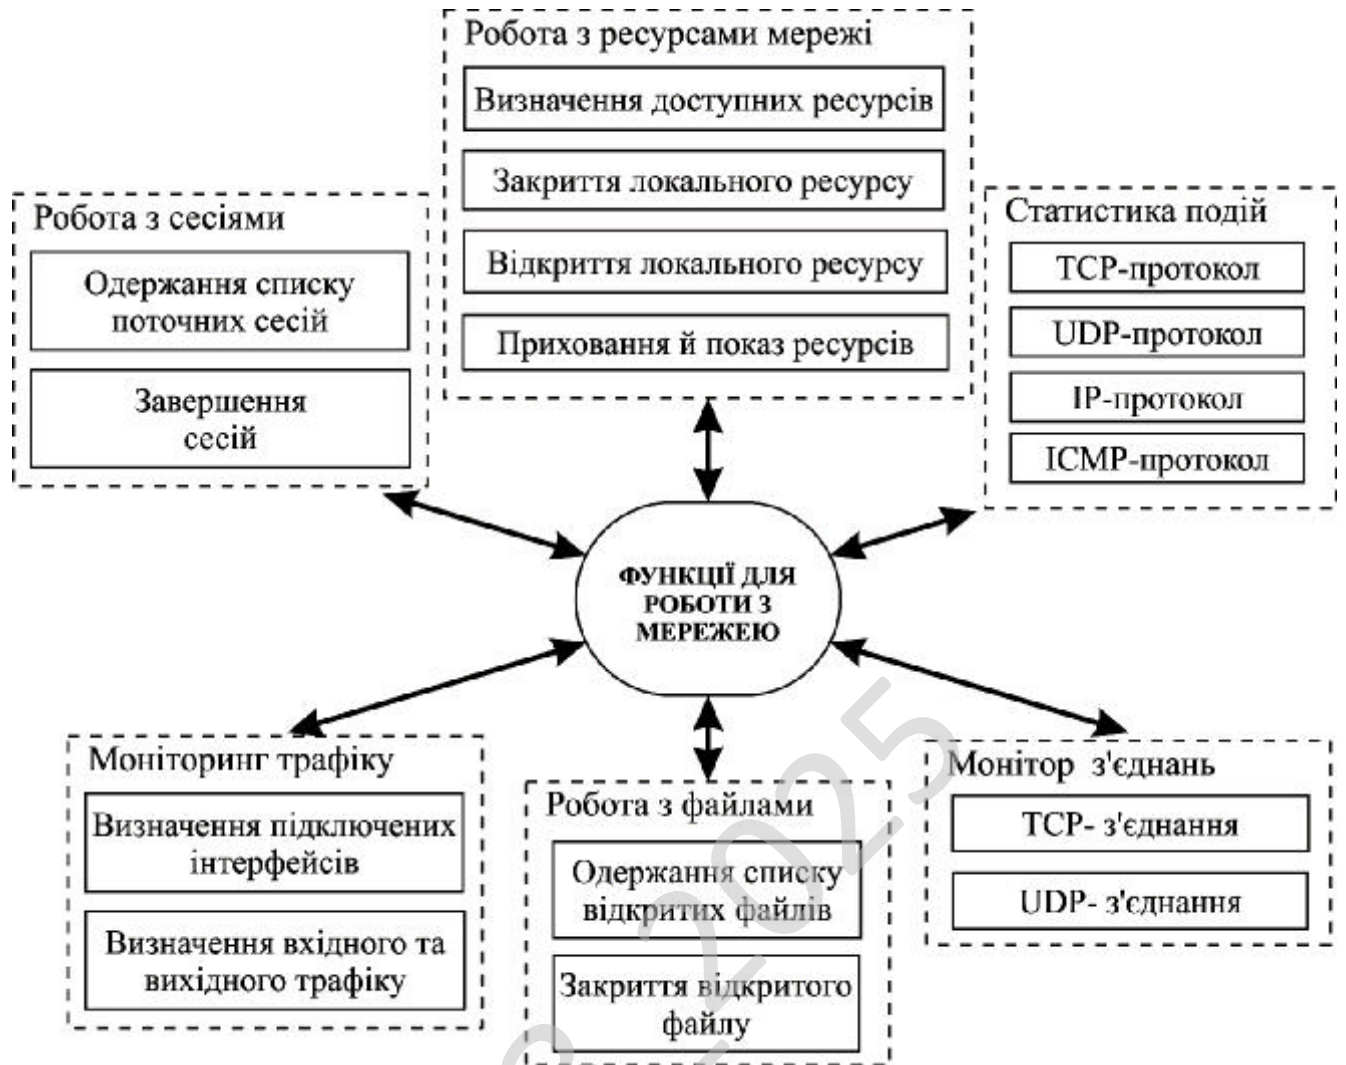 Робота з ресурсами мережі
Визначення доступних ресурсів
Закриття локального ресурсу
Відкриття локального ресурсу
Приховання й показ ресурсів
Робота з сесіями
Одержання списку
поточних сесій
Завершення
сесій
Статистика подій
TCP-протокол
UDP-протокол
IP-протокол
ICMP-протокол
ФУНКЦІЇ ДЛЯ
РОБОТИ З
МЕРЕЖЕЮ
Моніторинг трафіку
Визначення підключених
інтерфейсів
Визначення вхідного та
вихідного трафіку
Робота з файлами
Одержання списку
відкритих файлів
Закриття відкритого
файлу
Монітор з'єднань
TCP- з'єднання
UDP- з'єднання
2025